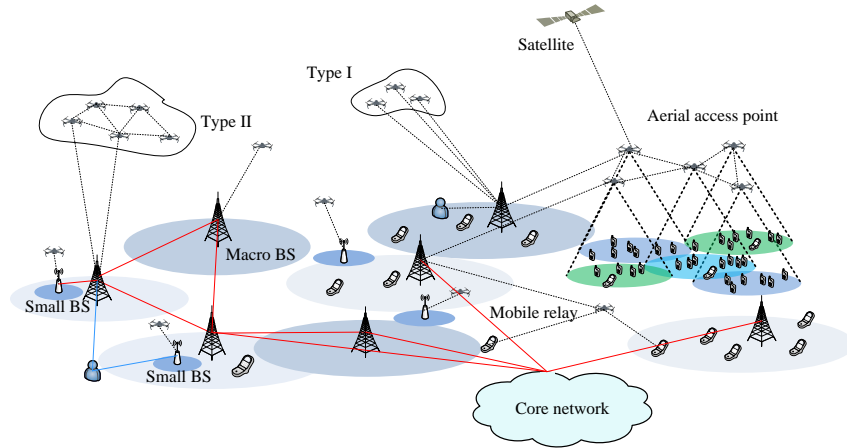 Satellite
Type I
Type II
Aerial access point
Macro BS
Small BS
Mobile relay
Small BS
Core network